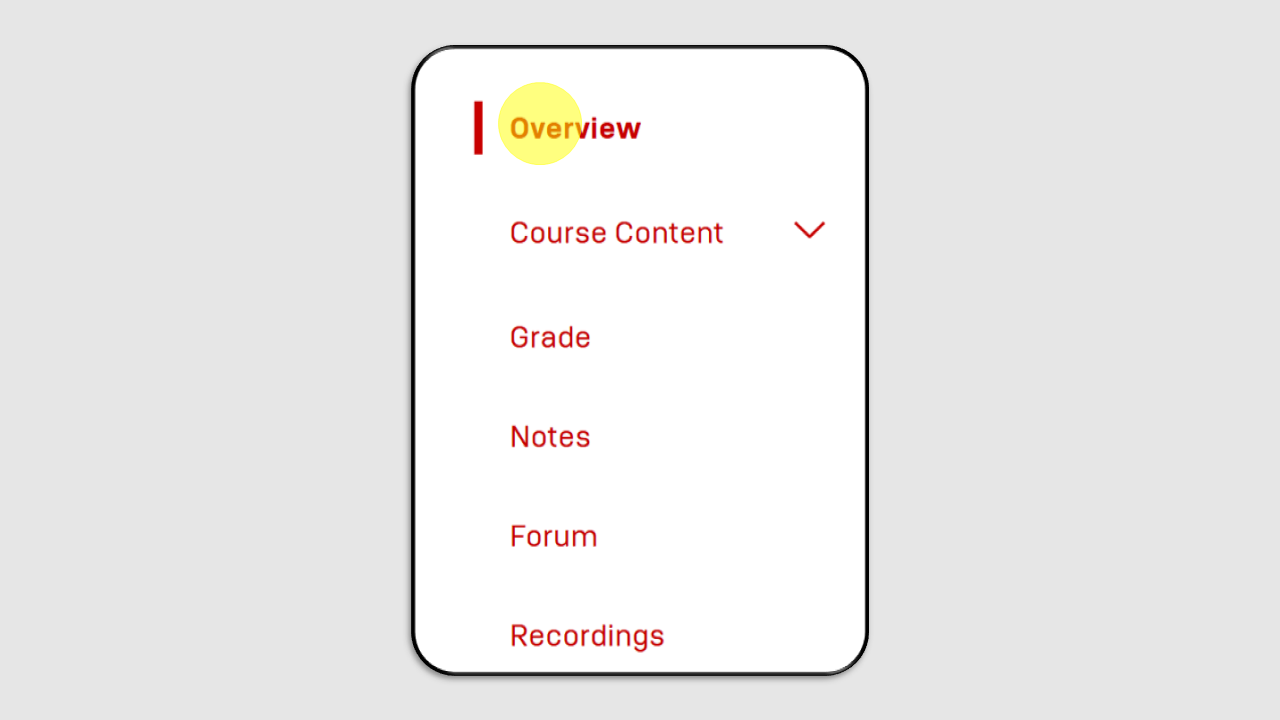 Overview
Course Content
Grade
Notes
Forum
Recordings